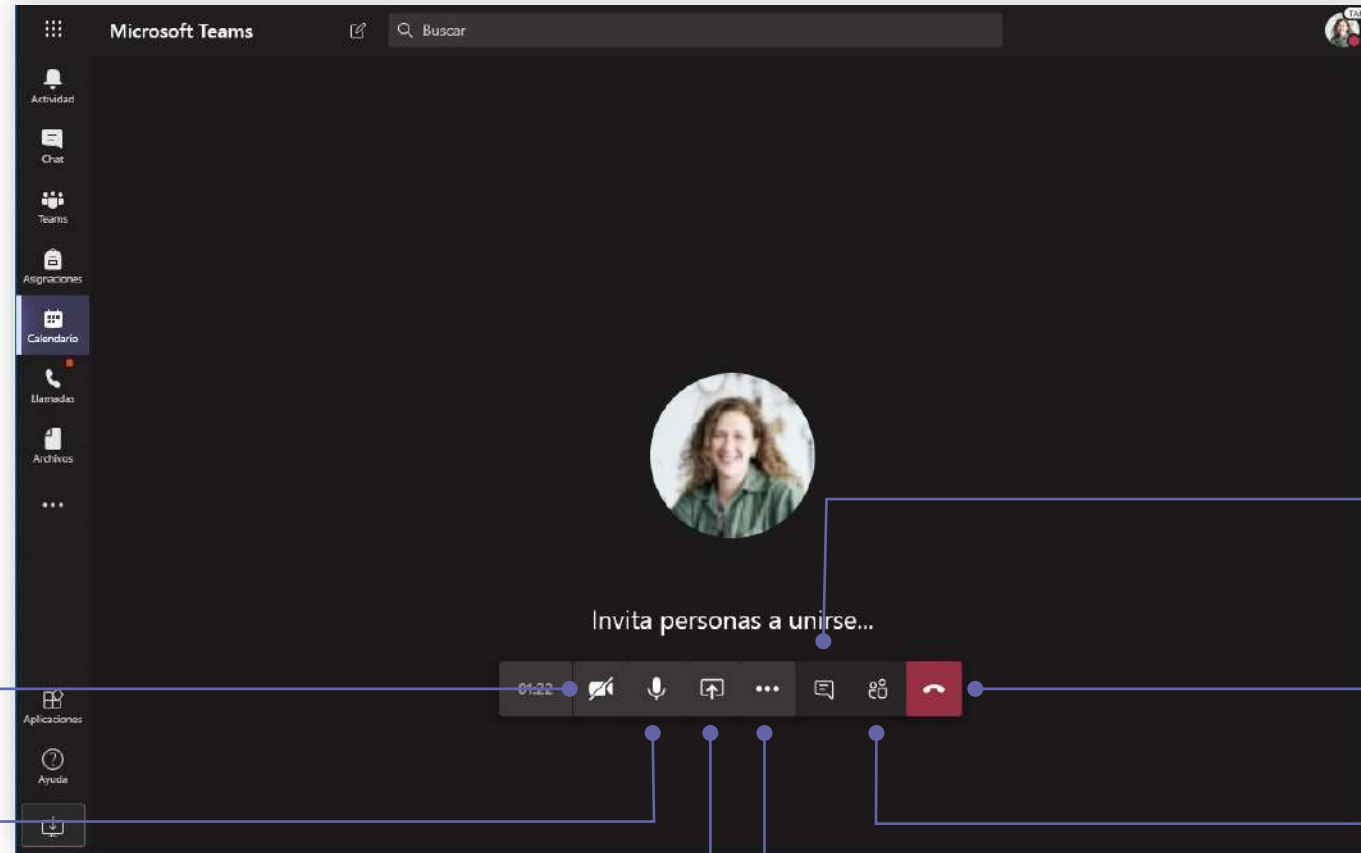 Microsoft Teams
Buscar
Actividad
Chat
Teams
Asignaciones
Calendario
Llamadas
Archivos
Invita personas a unirse...
01:22
Aplicaciones
Ayuda